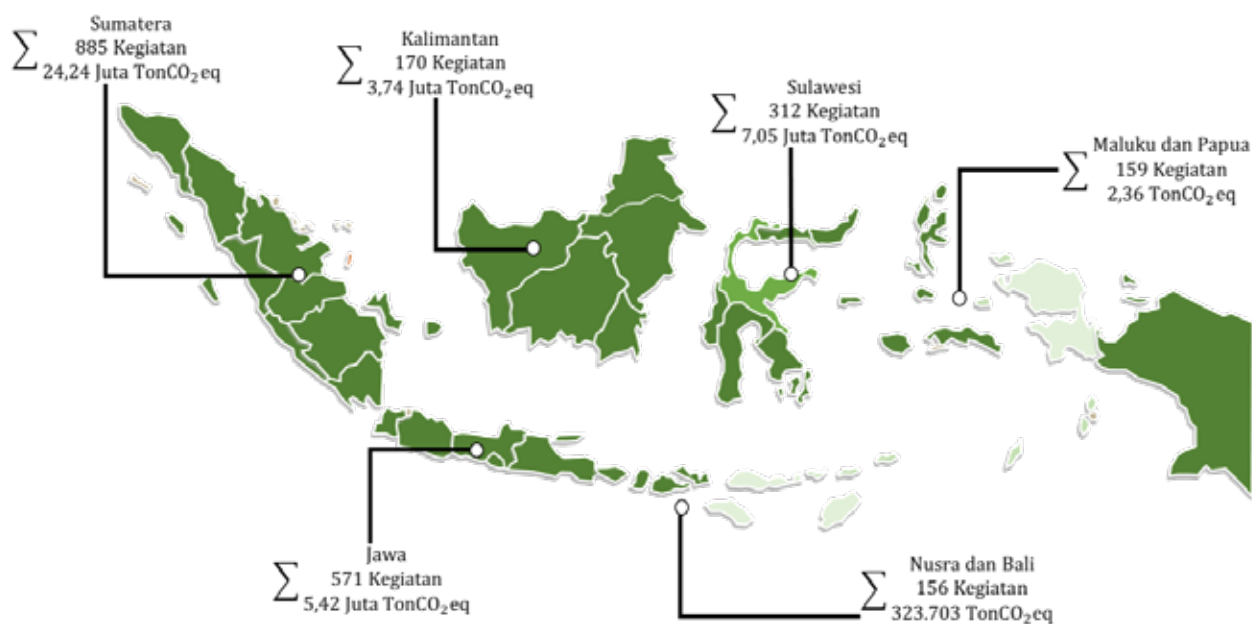 Sumatera
∑ 885 Kegiatan
24,24 Juta TonCO₂eq
Kalimantan
∑ 170 Kegiatan
3,74 Juta TonCO₂eq
Sulawesi
∑ 312 Kegiatan
7,05 Juta TonCO₂eq
Maluku dan Papua
∑ 159 Kegiatan
2,36 TonCO₂eq
Jawa
∑ 571 Kegiatan
5,42 Juta TonCO₂eq
Nusra dan Bali
∑ 156 Kegiatan
323.703 TonCO₂eq